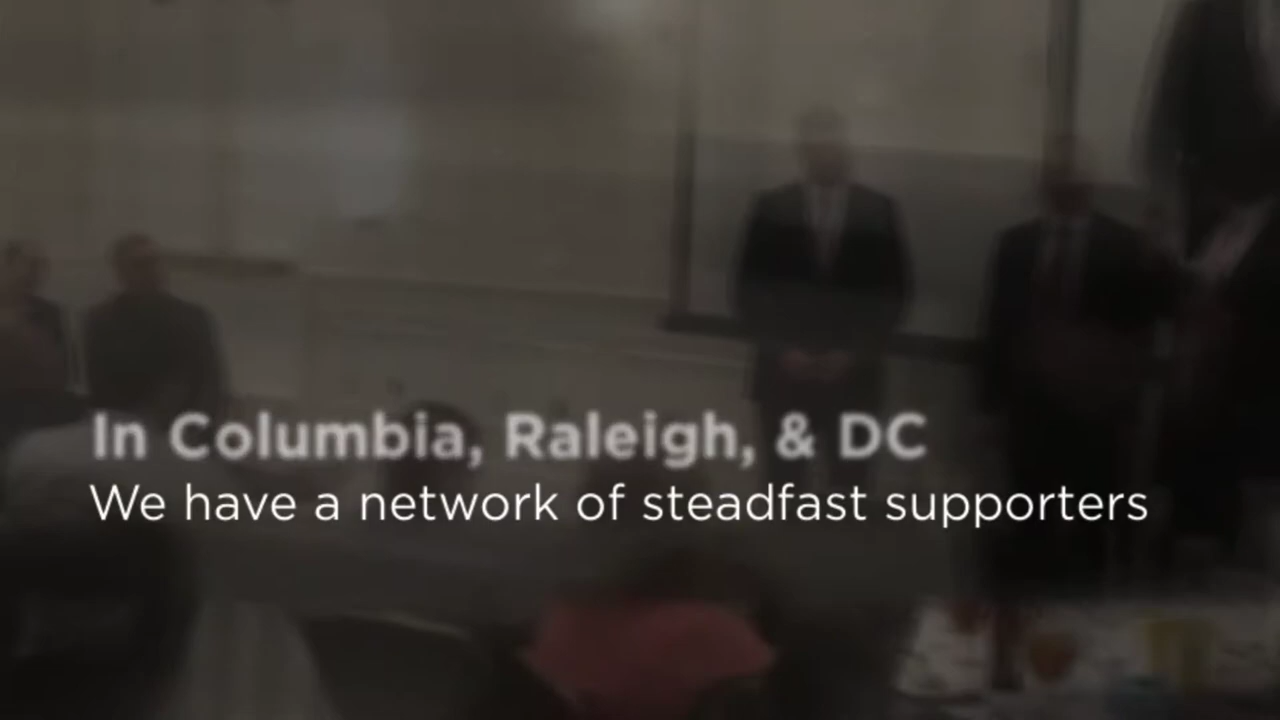 In Columbia, Raleigh, & DC
We have a network of steadfast supporters